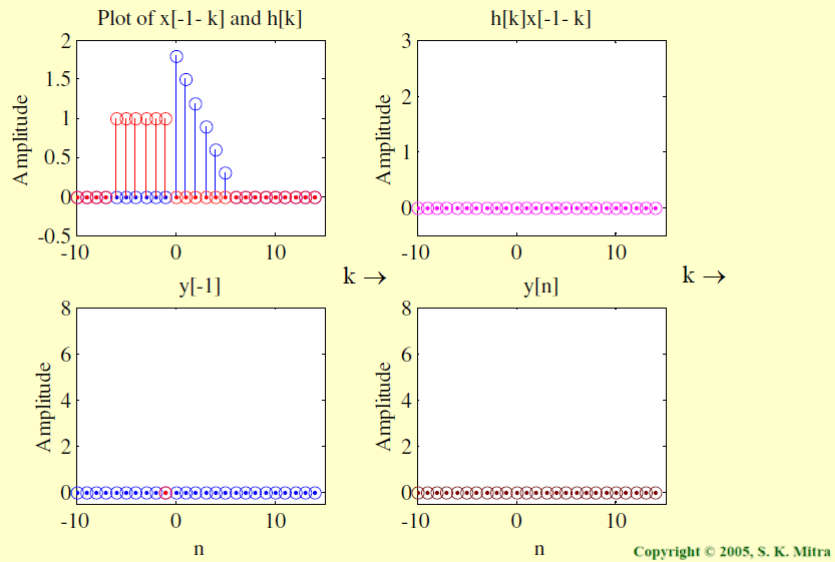 Plot of x[-1- k] and h[k]
2
1.5
1
0.5
0
-0.5
Amplitude
-10
0
10
k →
h[k]x[-1- k]
3
2
1
0
-1
Amplitude
-10
0
10
k →
y[-1]
8
6
4
2
0
Amplitude
-10
0
10
n
y[n]
8
6
4
2
0
Amplitude
-10
0
10
n
Copyright © 2005, S. K. Mitra